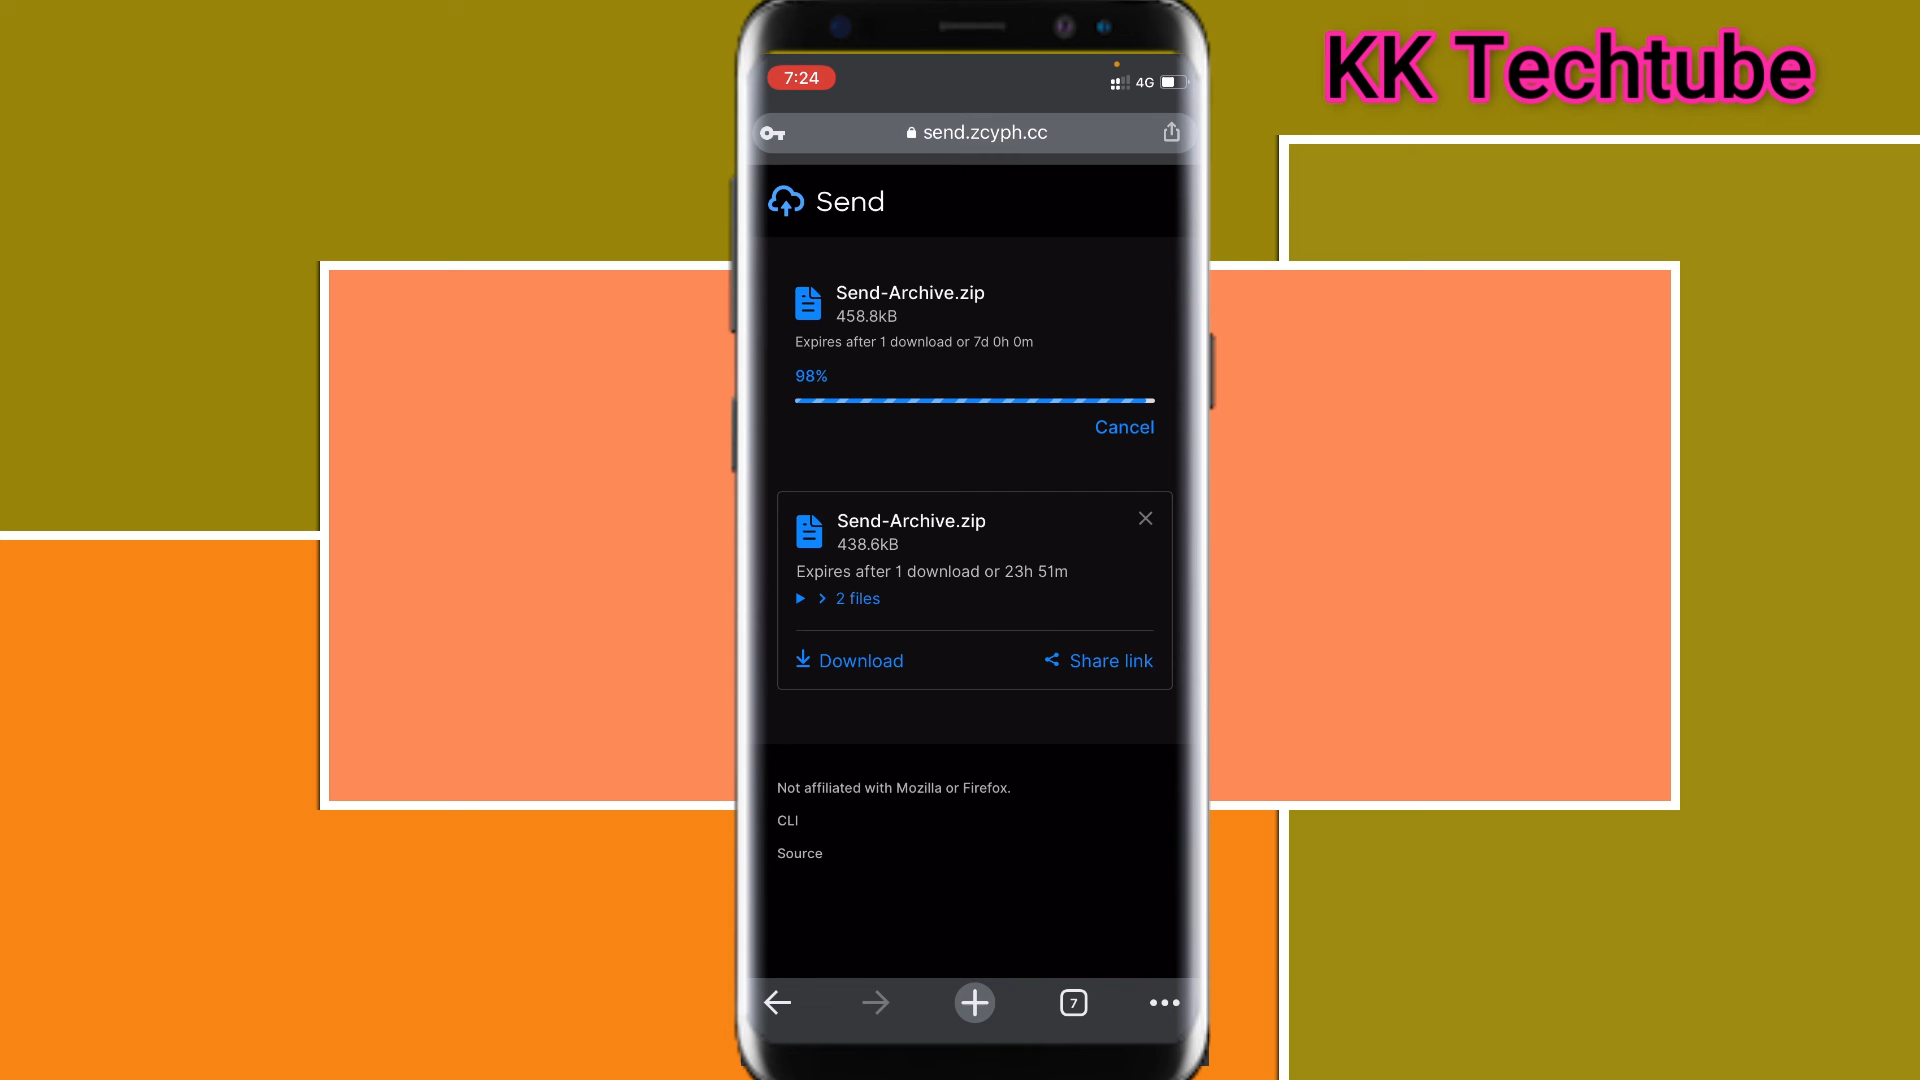 KK Techtube
7:24
4G
send.zcyph.cc
Send
Send-Archive.zip
458.8kB
Expires after 1 download or 7d 0h 0m
98%
Cancel
Send-Archive.zip
438.6kB
Expires after 1 download or 23h 51m
2 files
Download
Share link
Not affiliated with Mozilla or Firefox.
CLI
Source
7